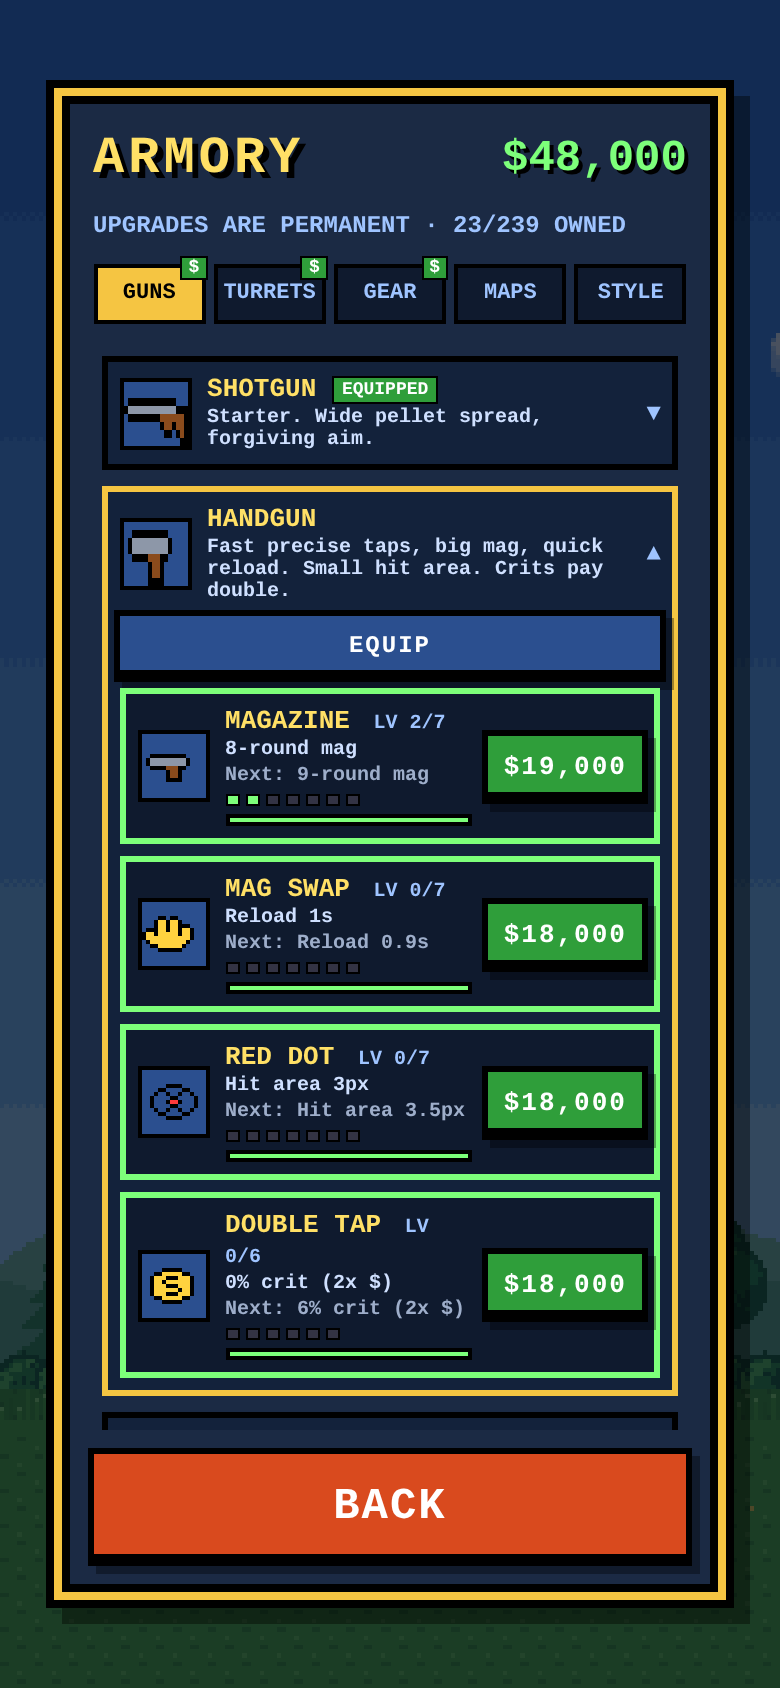 ARMORY $48,000
UPGRADES ARE PERMANENT · 23/239 OWNED
$ $ $
GUNS TURRETS GEAR MAPS STYLE
SHOTGUN EQUIPPED
Starter. Wide pellet spread,
forgiving aim.
▼
HANDGUN
Fast precise taps, big mag, quick
reload. Small hit area. Crits pay
double.
▲
EQUIP
MAGAZINE LV 2/7
8-round mag
Next: 9-round mag
$19,000
MAG SWAP LV 0/7
Reload 1s
Next: Reload 0.9s
$18,000
RED DOT LV 0/7
Hit area 3px
Next: Hit area 3.5px
$18,000
DOUBLE TAP LV
0/6
0% crit (2x $)
Next: 6% crit (2x $)
$18,000
BACK